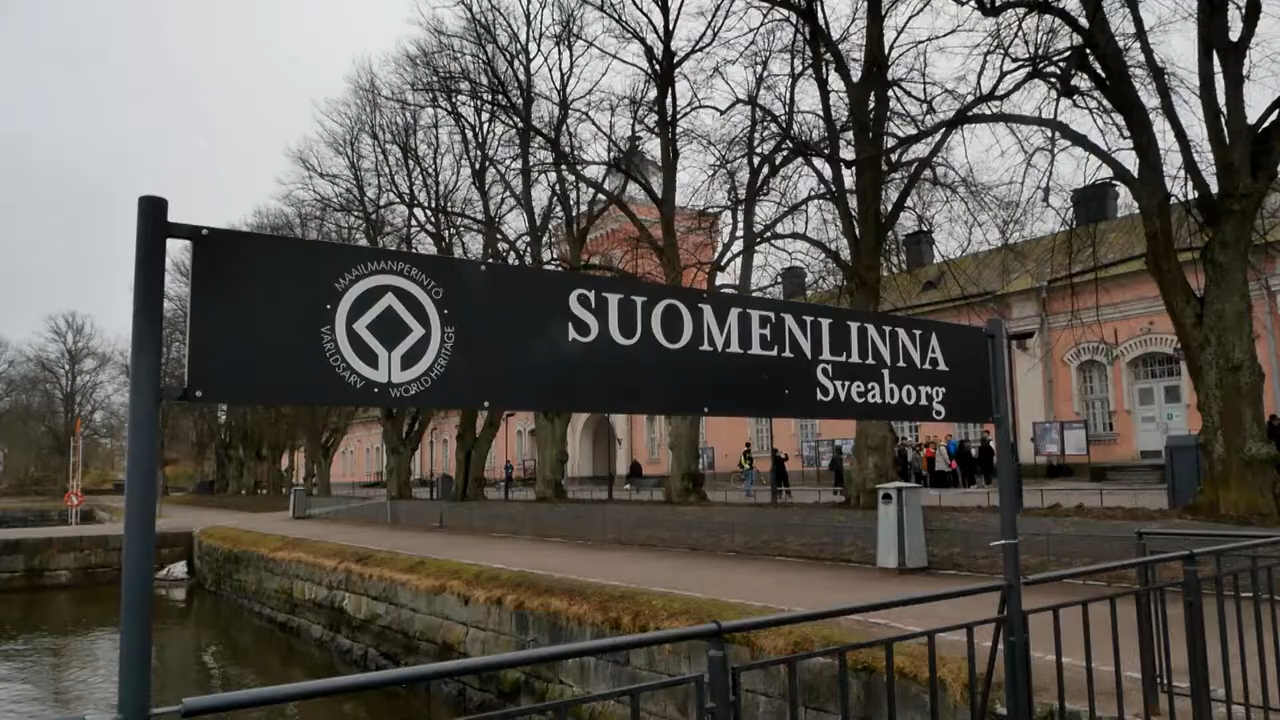 MAAILMANPERINTÖ
VÄRLDSARV • WORLD HERITAGE •
SUOMENLINNA
Sveaborg